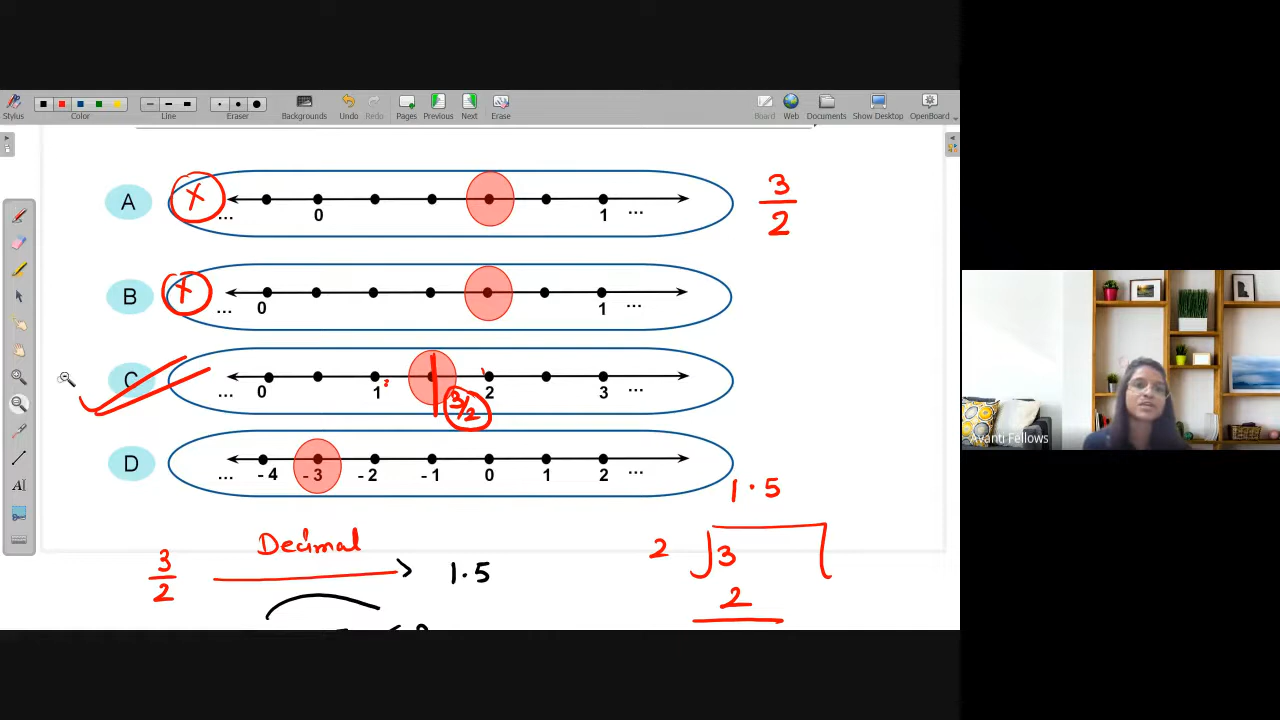 Stylus Color Line Eraser Backgrounds Undo Redo Pages Previous Next Erase Board Web Documents Show Desktop OpenBoard
A X ... 0 1 ... 3/2
B X ... 0 1 ...
C ... 0 1 2 3 ...
3/2
D ... - 4 - 3 - 2 - 1 0 1 2 ...
Avanti Fellows
1.5
3/2 Decimal 1.5
2 3
2